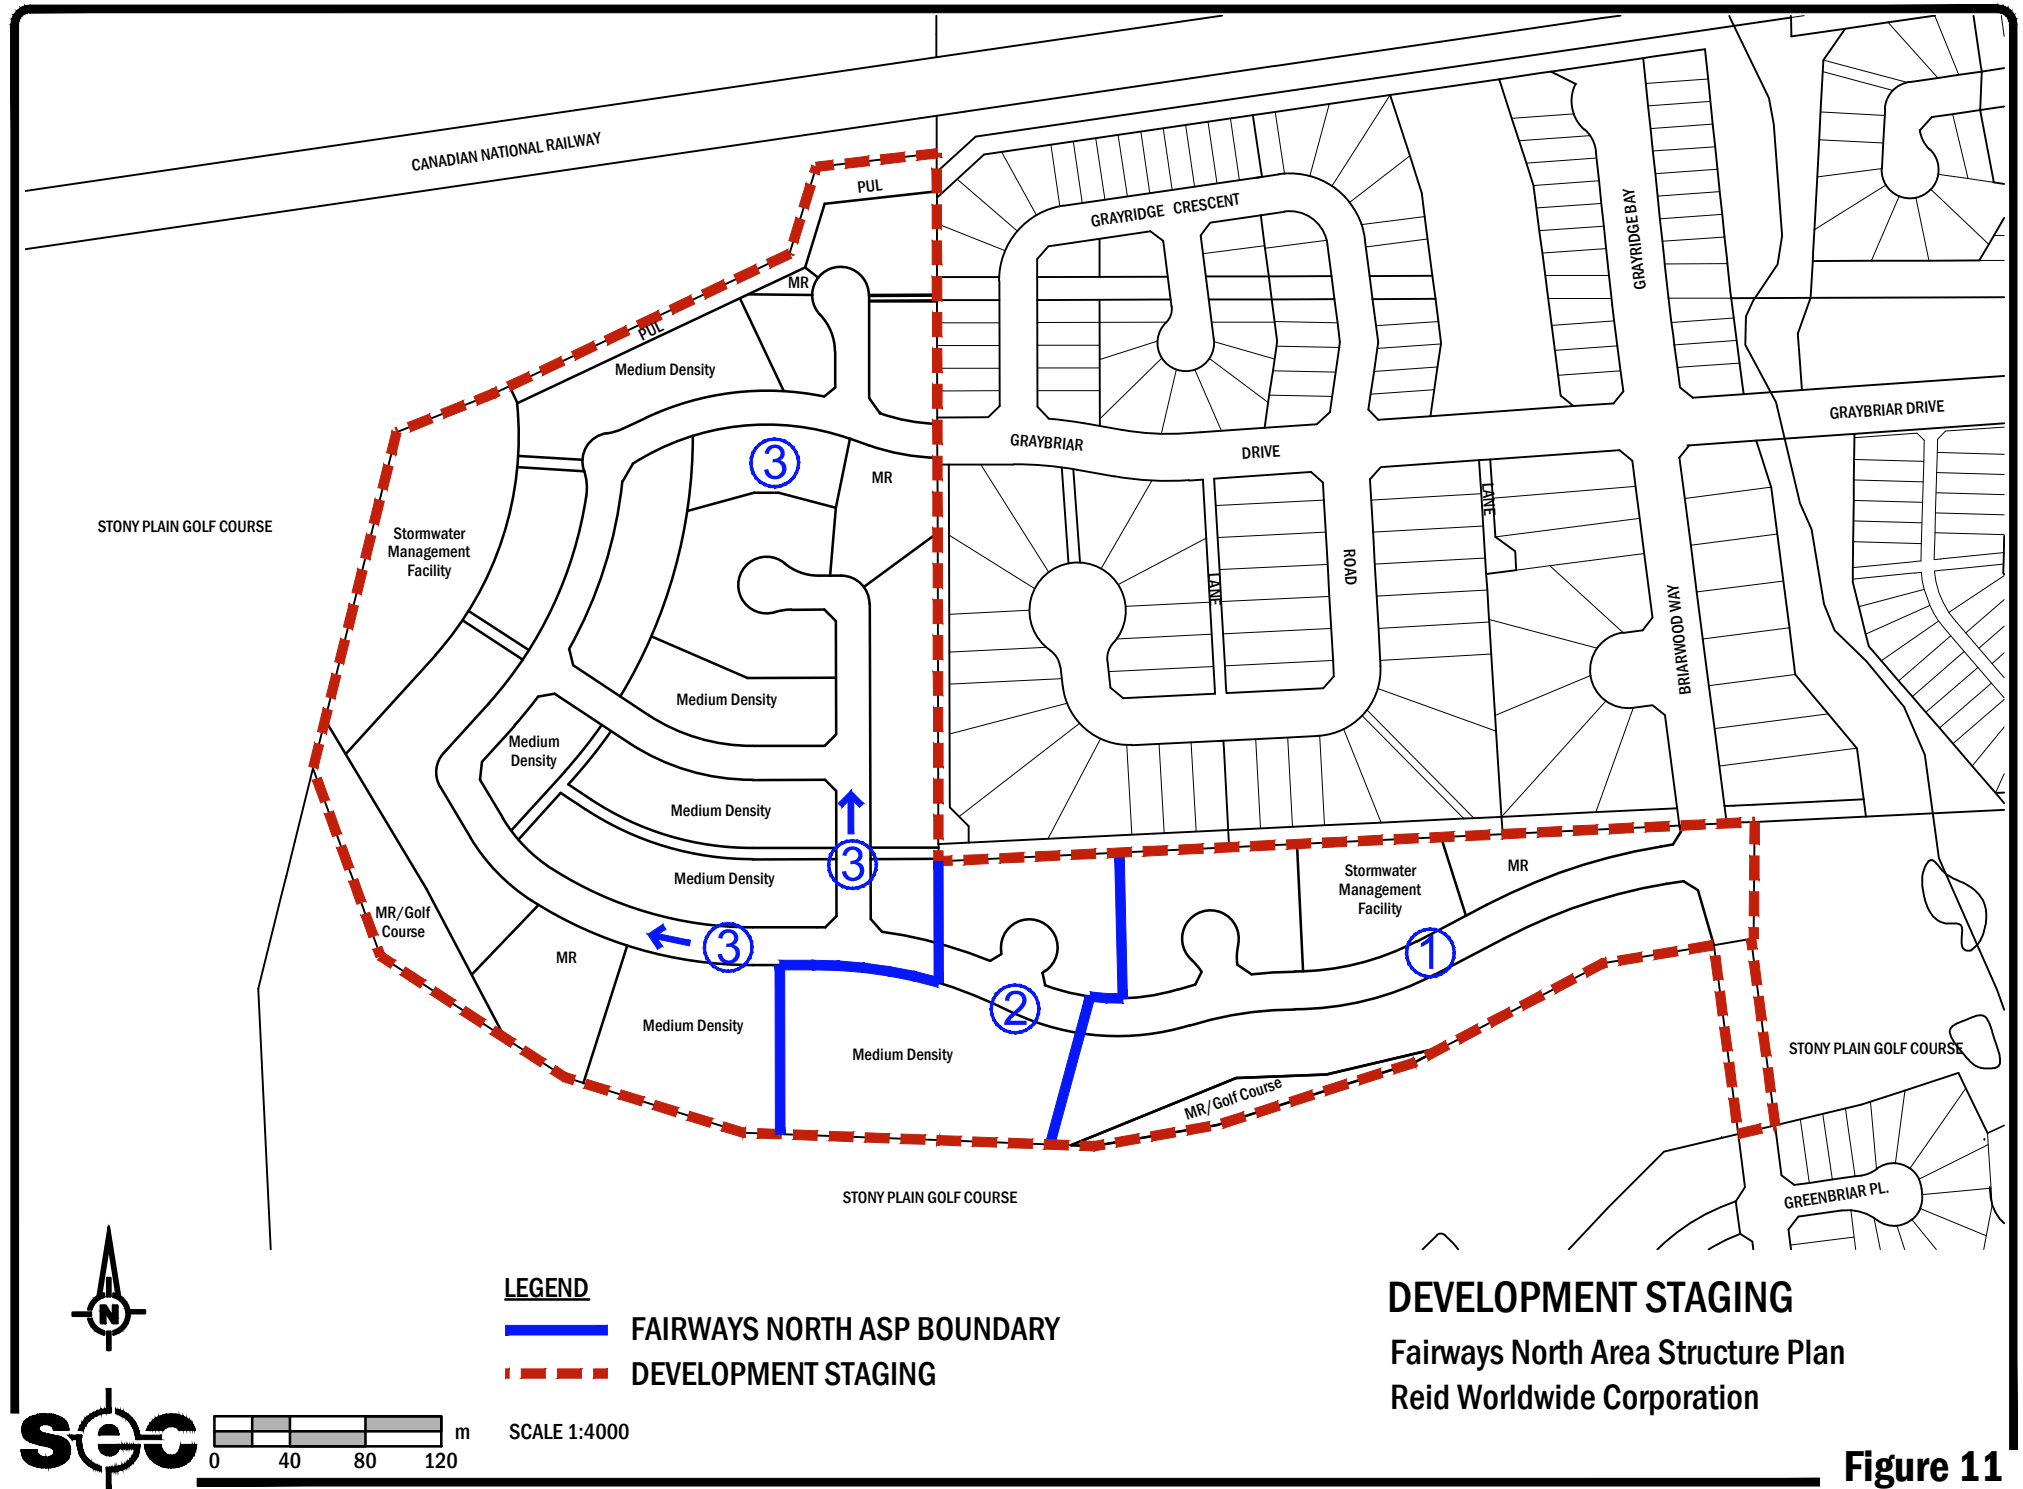 CANADIAN NATIONAL RAILWAY
PUL
GRAYRIDGE CRESCENT
GRAYRIDGE BAY
MR
PUL
Medium Density
GRAYBRIAR DRIVE
GRAYBRIAR
DRIVE
3
MR
LANE
STONY PLAIN GOLF COURSE
Stormwater
Management
Facility
LANE
ROAD
BRIARWOOD WAY
Medium Density
Medium
Density
Medium Density
3
Medium Density
Stormwater
Management
Facility
MR
MR/Golf
Course
3
MR
1
2
Medium Density
Medium Density
MR/Golf Course
STONY PLAIN GOLF COURSE
STONY PLAIN GOLF COURSE
GREENBRIAR PL.
N
LEGEND
FAIRWAYS NORTH ASP BOUNDARY
DEVELOPMENT STAGING
SCALE 1:4000
sec
m
0 40 80 120
DEVELOPMENT STAGING
Fairways North Area Structure Plan
Reid Worldwide Corporation
Figure 11